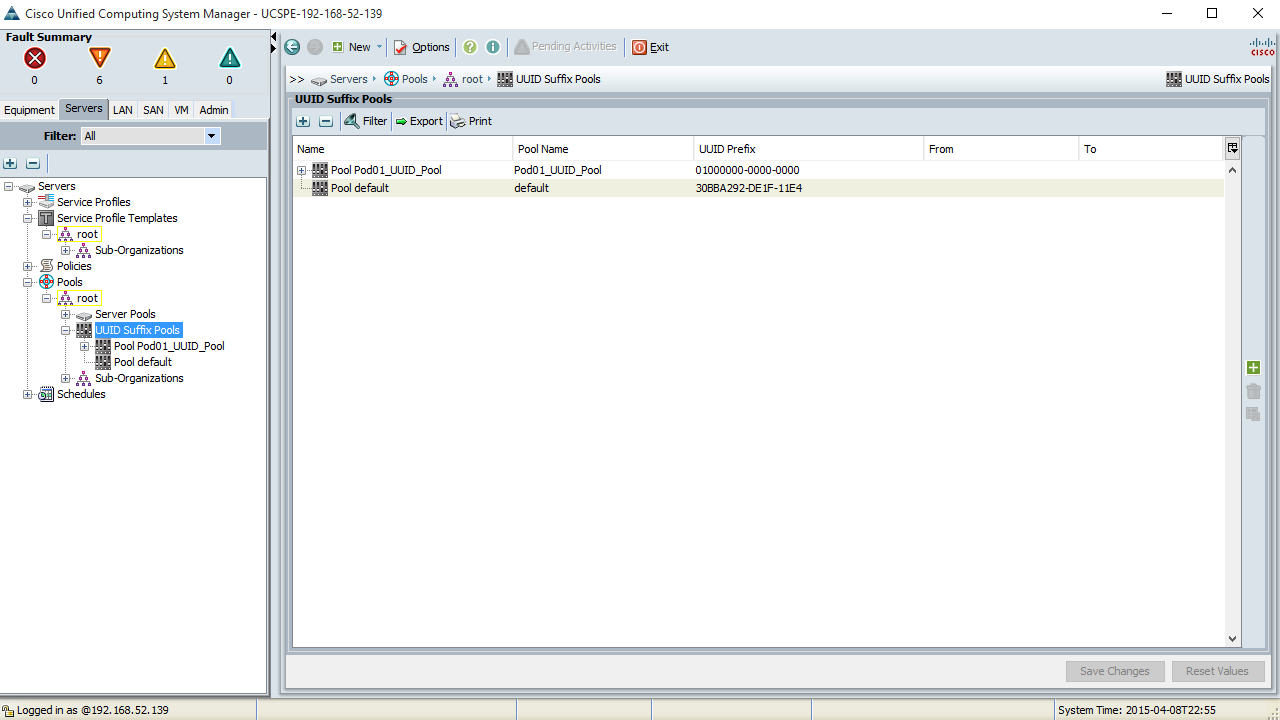 Cisco Unified Computing System Manager - UCSPE-192-168-52-139
Fault Summary
0 6 1 0
Equipment Servers LAN SAN VM Admin
Filter: All
Servers
Service Profiles
Service Profile Templates
root
Sub-Organizations
Policies
Pools
root
Server Pools
UUID Suffix Pools
Pool Pod01_UUID_Pool
Pool default
Sub-Organizations
Schedules
New Options Pending Activities Exit
CISCO
>> Servers Pools root UUID Suffix Pools UUID Suffix Pools
UUID Suffix Pools
Filter Export Print
Name Pool Name UUID Prefix From To
Pool Pod01_UUID_Pool Pod01_UUID_Pool 01000000-0000-0000
Pool default default 30BBA292-DE1F-11E4
Save Changes Reset Values
Logged in as @192.168.52.139 System Time: 2015-04-08T22:55